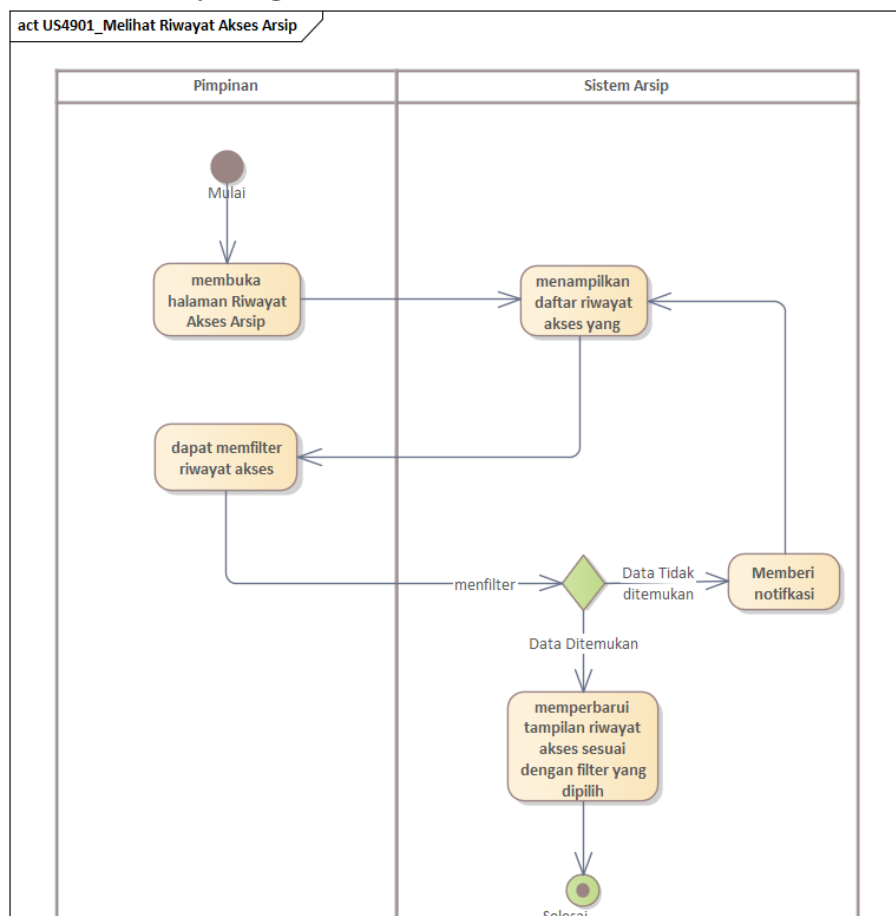 act US4901_Melihat Riwayat Akses Arsip
Pimpinan
Sistem Arsip
Mulai
membuka
halaman Riwayat
Akses Arsip
menampilkan
daftar riwayat
akses yang
dapat memfilter
riwayat akses
menfilter
Data Tidak
ditemukan
Memberi
notifkasi
Data Ditemukan
memperbarui
tampilan riwayat
akses sesuai
dengan filter yang
dipilih
Selesai